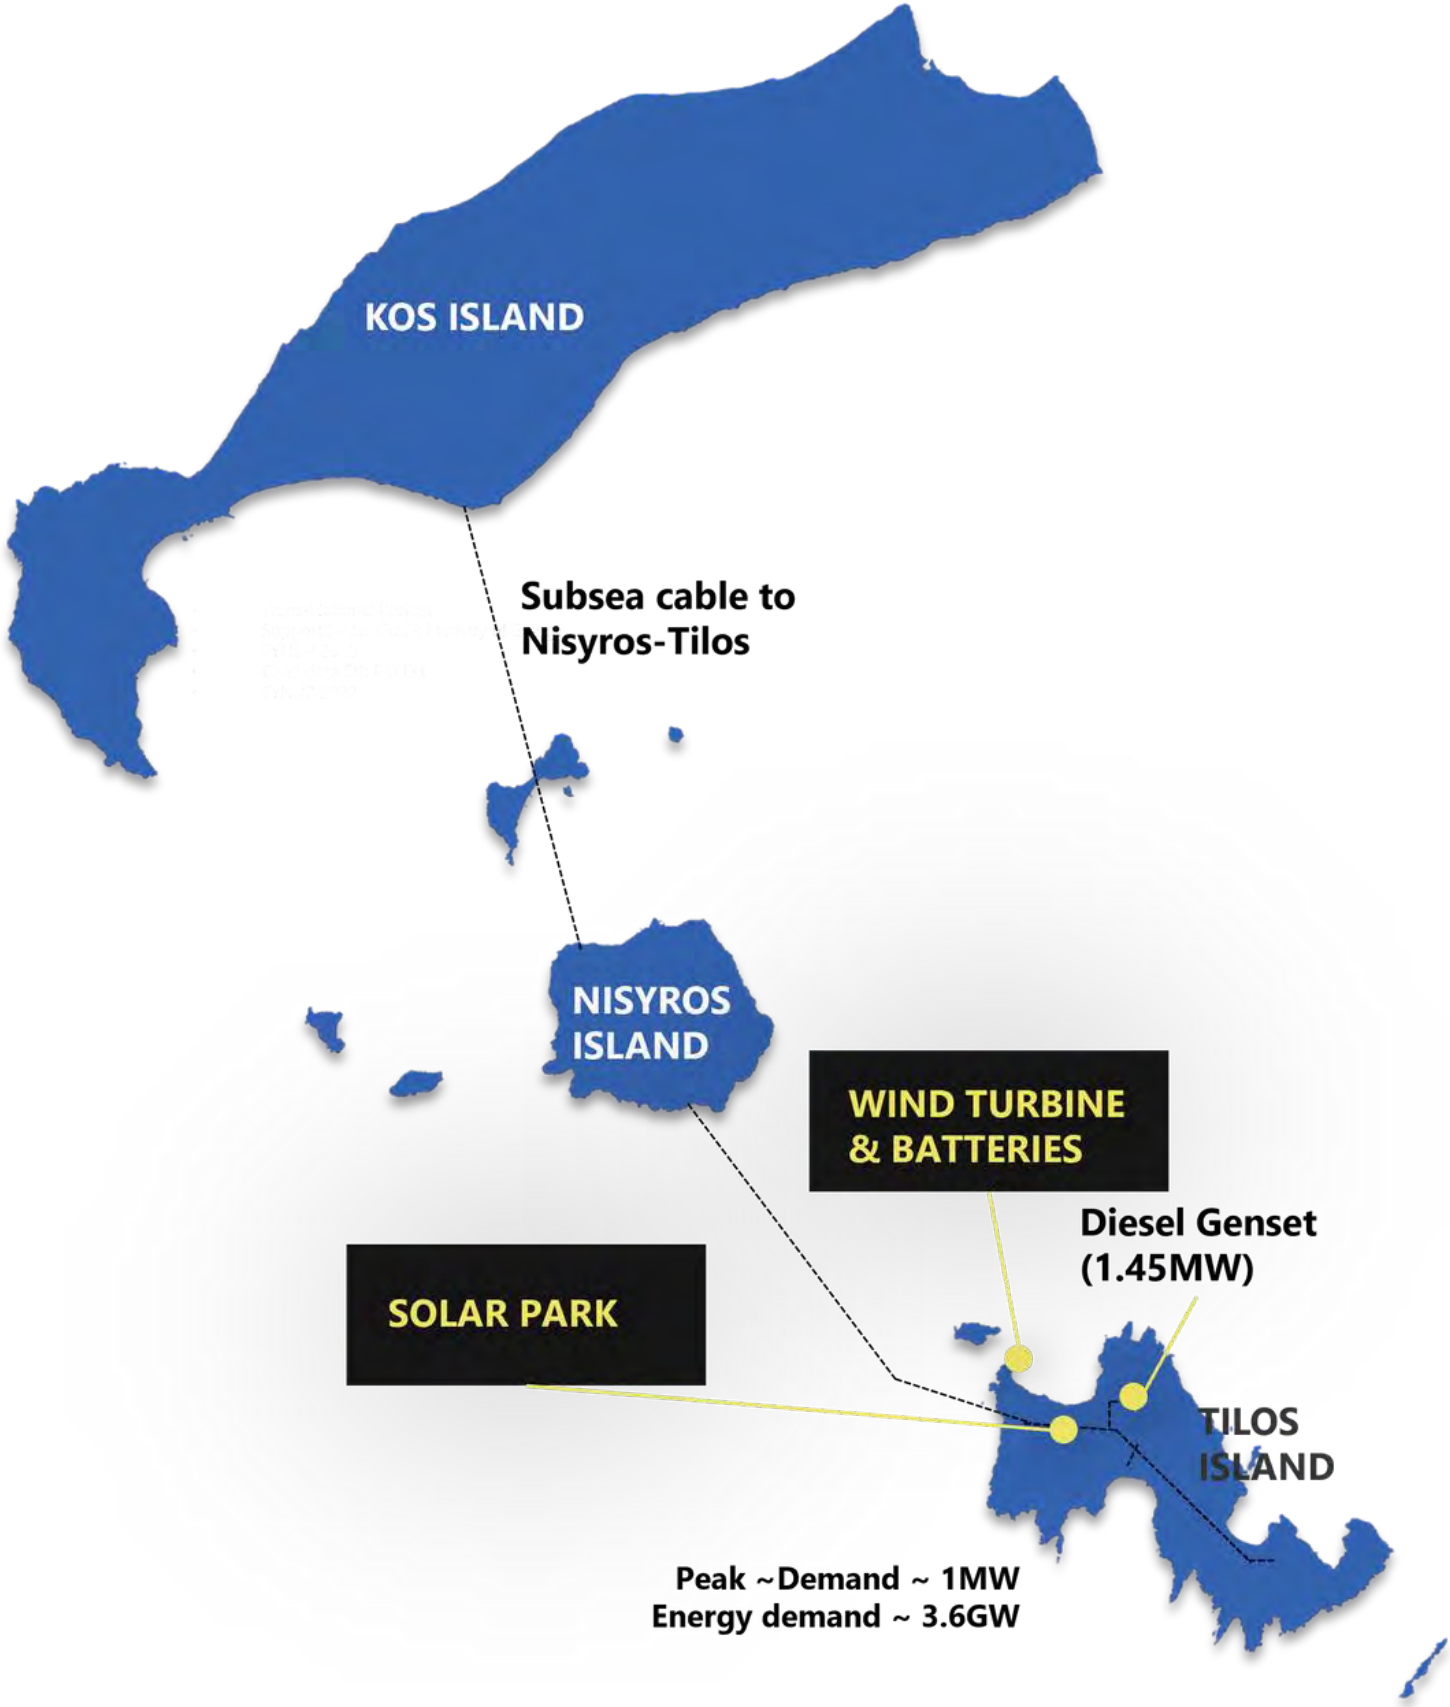 KOS ISLAND
Subsea cable to
Nisyros-Tilos
NISYROS
ISLAND
WIND TURBINE
& BATTERIES
Diesel Genset
(1.45MW)
SOLAR PARK
TILOS
ISLAND
Peak ~Demand ~ 1MW
Energy demand ~ 3.6GW